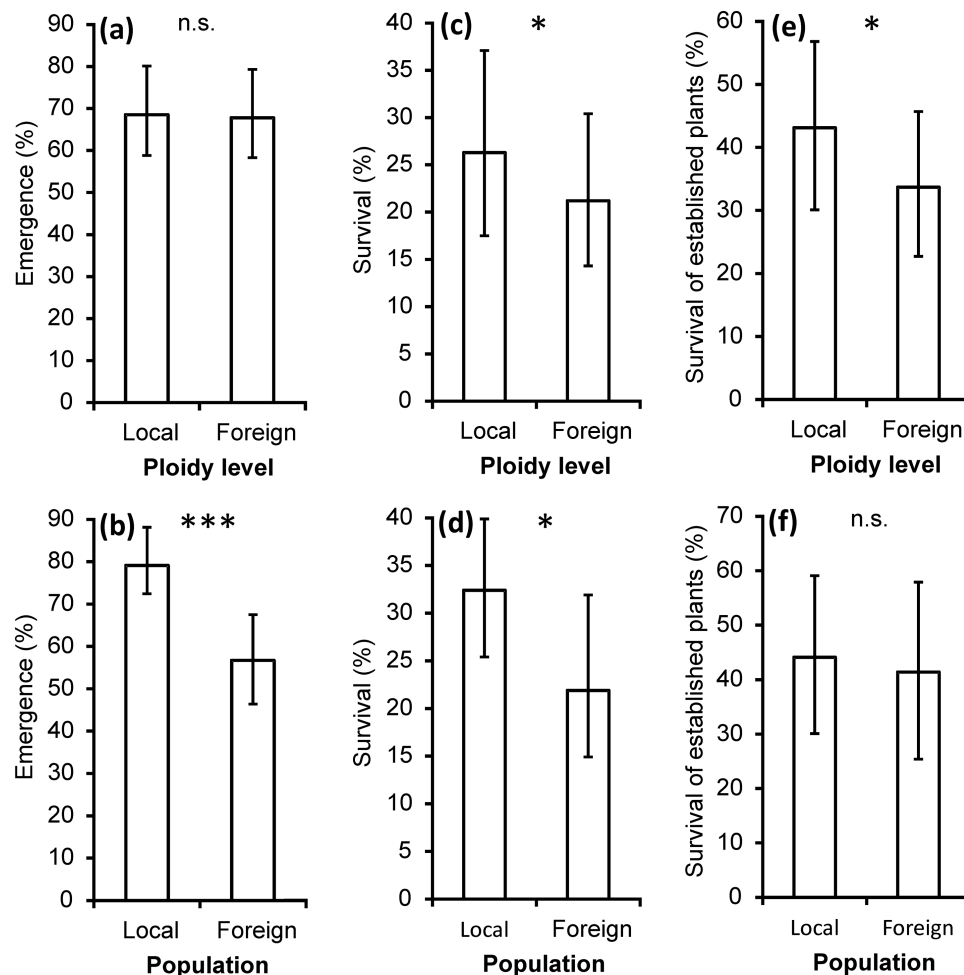 (a)
n.s.
Emergence (%)
90
80
70
60
50
40
30
20
10
0
Local Foreign
Ploidy level
(c)
*
Survival (%)
40
35
30
25
20
15
10
5
0
Local Foreign
Ploidy level
(e)
*
Survival of established plants (%)
60
50
40
30
20
10
0
Local Foreign
Ploidy level
(b)
***
Emergence (%)
90
80
70
60
50
40
30
20
10
0
Local Foreign
Population
(d)
*
Survival (%)
40
35
30
25
20
15
10
5
0
Local Foreign
Population
(f)
n.s.
Survival of established plants (%)
70
60
50
40
30
20
10
0
Local Foreign
Population